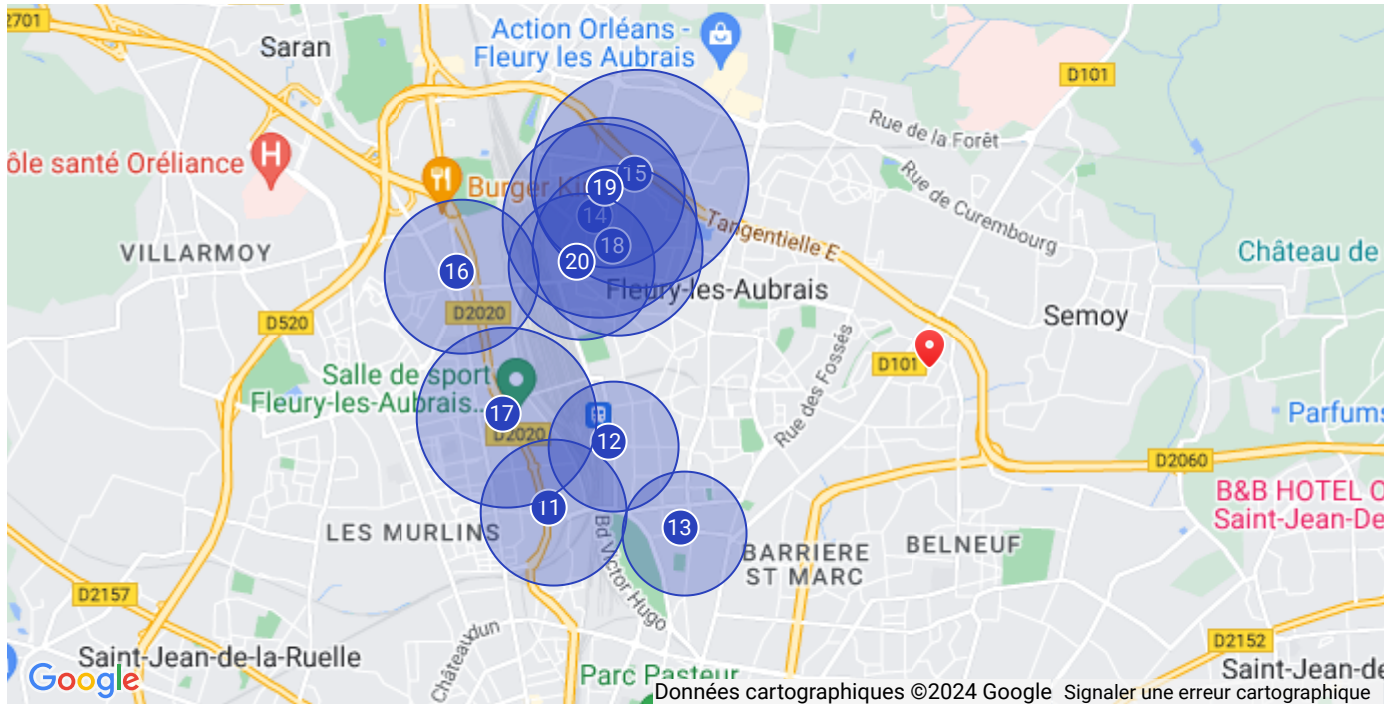 2701
Saran
Action Orléans -
Fleury les Aubrais
D101
Rue de la Forêt
ôle santé Oréliance
H
Burger Ki
15
19
14
18
20
Rue de Curembourg
Tangentielle E
VILLARMOY
16
Château de
Fleury-les-Aubrais
D2020
D520
Semoy
D101
Rue des Fossés
Salle de sport
Fleury-les-Aubrais...
17
D2020
12
Parfums
D2060
11
13
B&B HOTEL O
Saint-Jean-De
LES MURLINS
Bd Victor Hugo
BARRIERE
ST MARC
BELNEUF
D2157
Châteaudun
D2152
Saint-Jean-de-la-Ruelle
Saint-Jean-de
Parc Pasteur
Google
Données cartographiques ©2024 Google Signaler une erreur cartographique